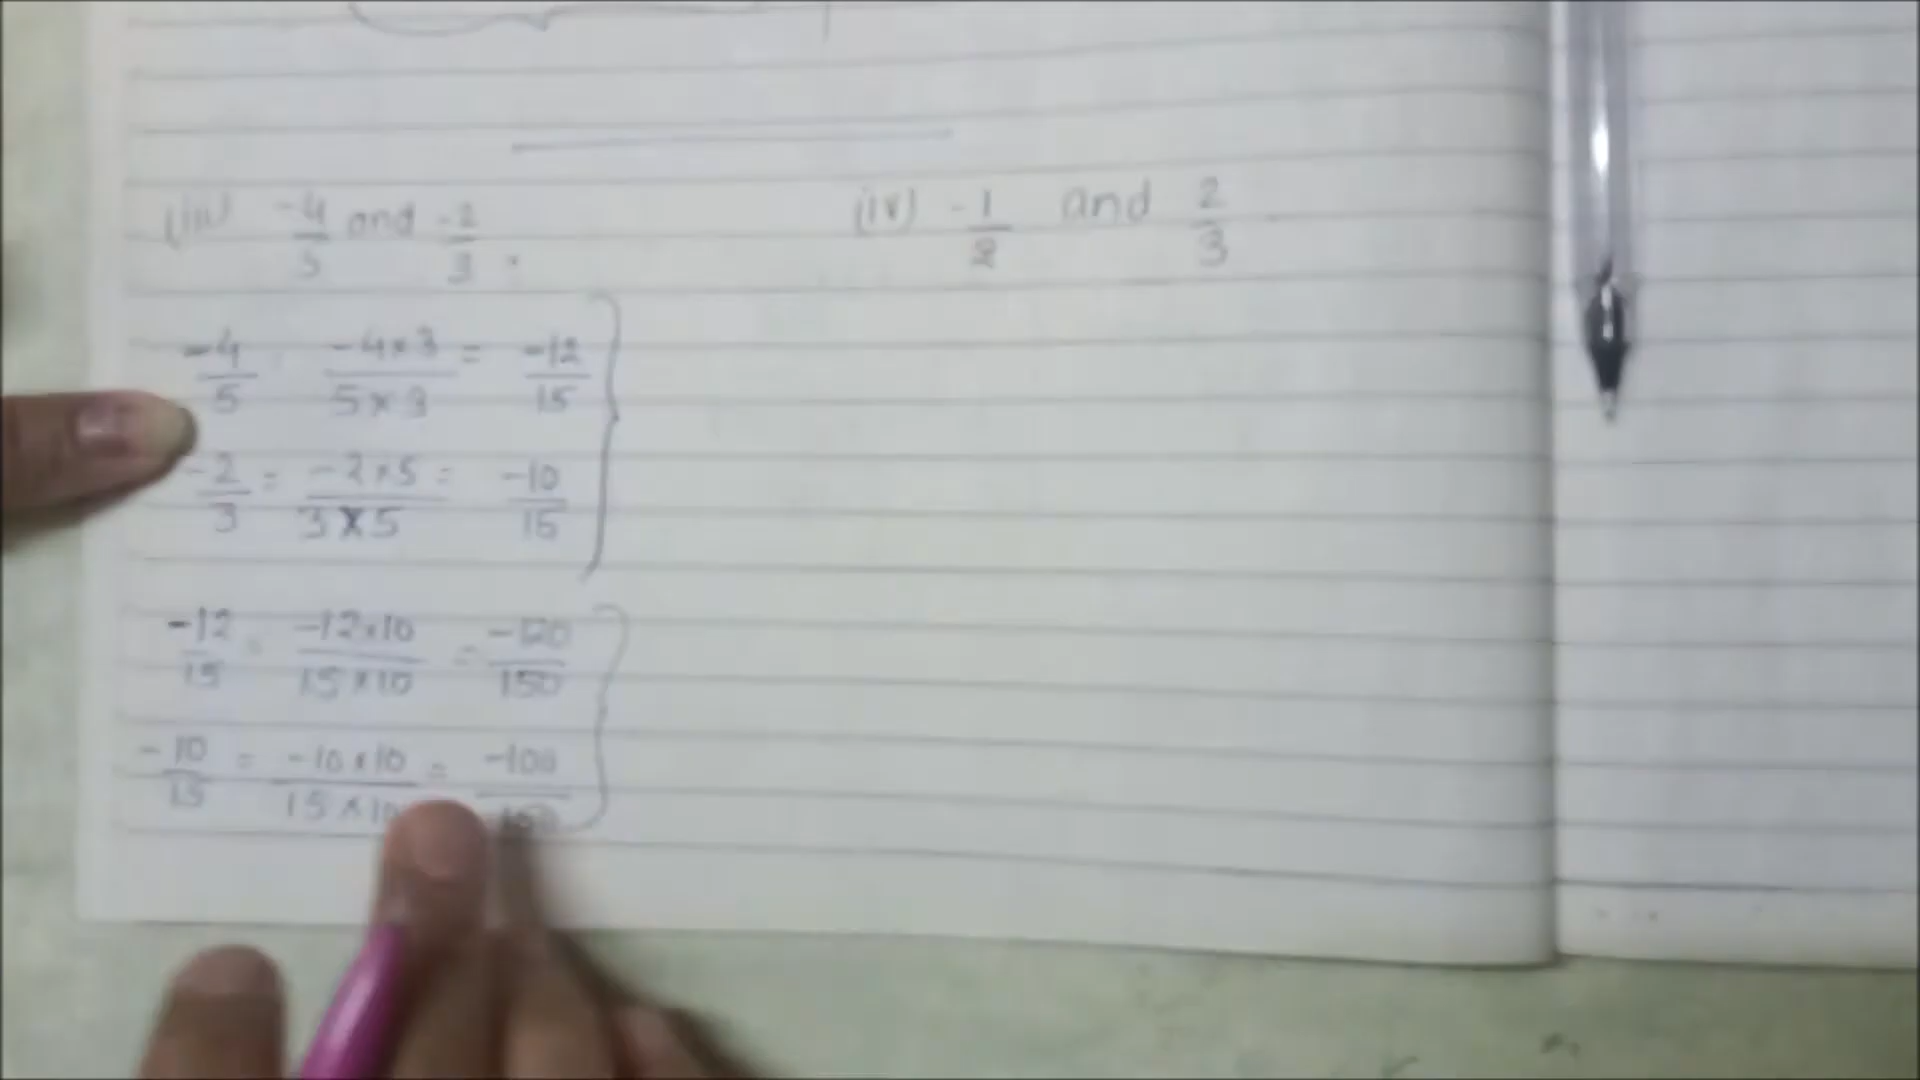 (iii) -4/5 and -2/3 .
-4/5 -4×3/5×3 = -12/15
-2/3 = -2×5/3×5 = -10/15
-12/15 = -12×10/15×10 = -120/150
-10/15 = -10×10/15×10 = -100/150
(iv) -1/2 and 2/3